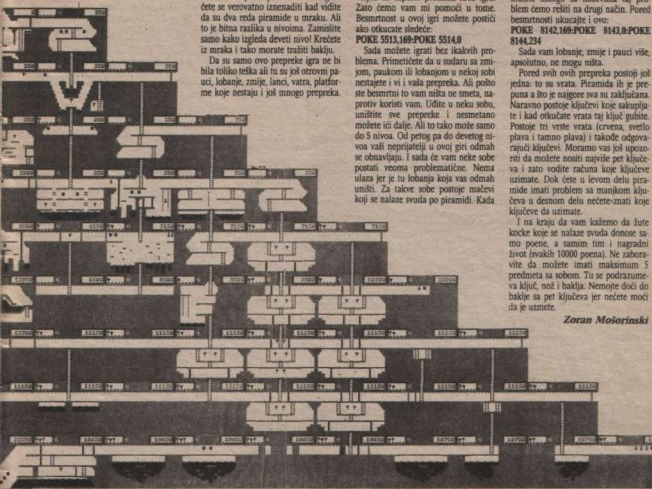 ćete se verovatno iznenaditi kad vidite
da su dva reda piramide u mraku. Ali
to je bitna razlika u nivoima. Zamislite
samo kako izgleda deveti nivo! Krećete
iz mraka i tako morate tražiti baklju.
Da su samo ovo prepreke igra ne bi
bila toliko teška ali tu su još otrovni pa-
uci, lobanje, zmije, lanci, vatra, platfor-
me koje nestaju i još mnogo prepreka.
Zato ćemo vam mi pomoći u tome.
Besmrtnost u ovoj igri možete postići
ako otkucate sledeće:
POKE 5513,169:POKE 5514,0
Sada možete igrati bez ikakvih pro-
blema. Primetićete da u sudaru sa zmi-
jom, paukom ili lobanjom u nekoj sobi
nestajete i vi i vaša prepreka. Ali pošto
ste besmrtni to vam ništa ne smeta, na-
protiv koristi vam. Uđite u neku sobu,
uništite sve prepreke i nesmetano
možete ići dalje. Ali to tako može samo
do 5 nivoa. Od petog pa do devetog ni-
voa vaši neprijatelji u ovoj igri odmah
se obnavljaju. I sada će vam neke sobe
postati veoma problematične. Nema
ulaza jer je tu lobanja koja vas odmah
uništi. Za takve sobe postoje mačevi
koji se nalaze svuda po piramidi. Kada
blem ćemo rešiti na drugi način. Pored
besmrtnosti ukucajte i ovo:
POKE 8142,169:POKE 8143,0:POKE
8144,234
Sada vam lobanje, zmije i pauci više,
apsolutno, ne mogu ništa.
Pored svih ovih prepreka postoji još
jedna: to su vrata. Piramida ih je pre-
puna a što je najgore sva su zaključana.
Naravno postoje ključevi koje sakuplja-
te i kad otkučate vrata taj ključ gubite.
Postoje tri vrste vrata (crvena, svetlo
plava i tamno plava) i takođe odgova-
rajući ključevi. Moramo vas još upozo-
riti da možete nositi najviše pet ključe-
va i zato vodite računa koje ključeve
uzimate. Dok ćete u levom delu pira-
mide imati problem sa manjkom klju-
čeva u desnom delu nećete znati koje
ključeve da uzimate.
I na kraju da vam kažemo da žute
kocke koje se nalaze svuda donose sa-
mo poene, a samim tim i nagradni
život (svakih 10000 poena). Ne zabora-
vite da možete imati maksimum 5
predmeta sa sobom. Tu se podrazume-
va ključ, nož i baklja. Nemojte doći do
baklje sa pet ključeva jer nećete moći
da je uzmete.
Zoran Mošorinski